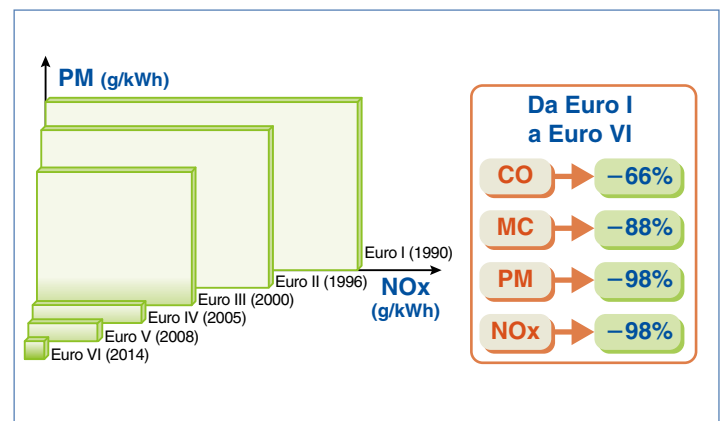 PM (g/kWh)
Euro I (1990)
Euro II (1996)
Euro III (2000)
Euro IV (2005)
Euro V (2008)
Euro VI (2014)
NOx
(g/kWh)
Da Euro I
a Euro VI
CO −66%
MC −88%
PM −98%
NOx −98%